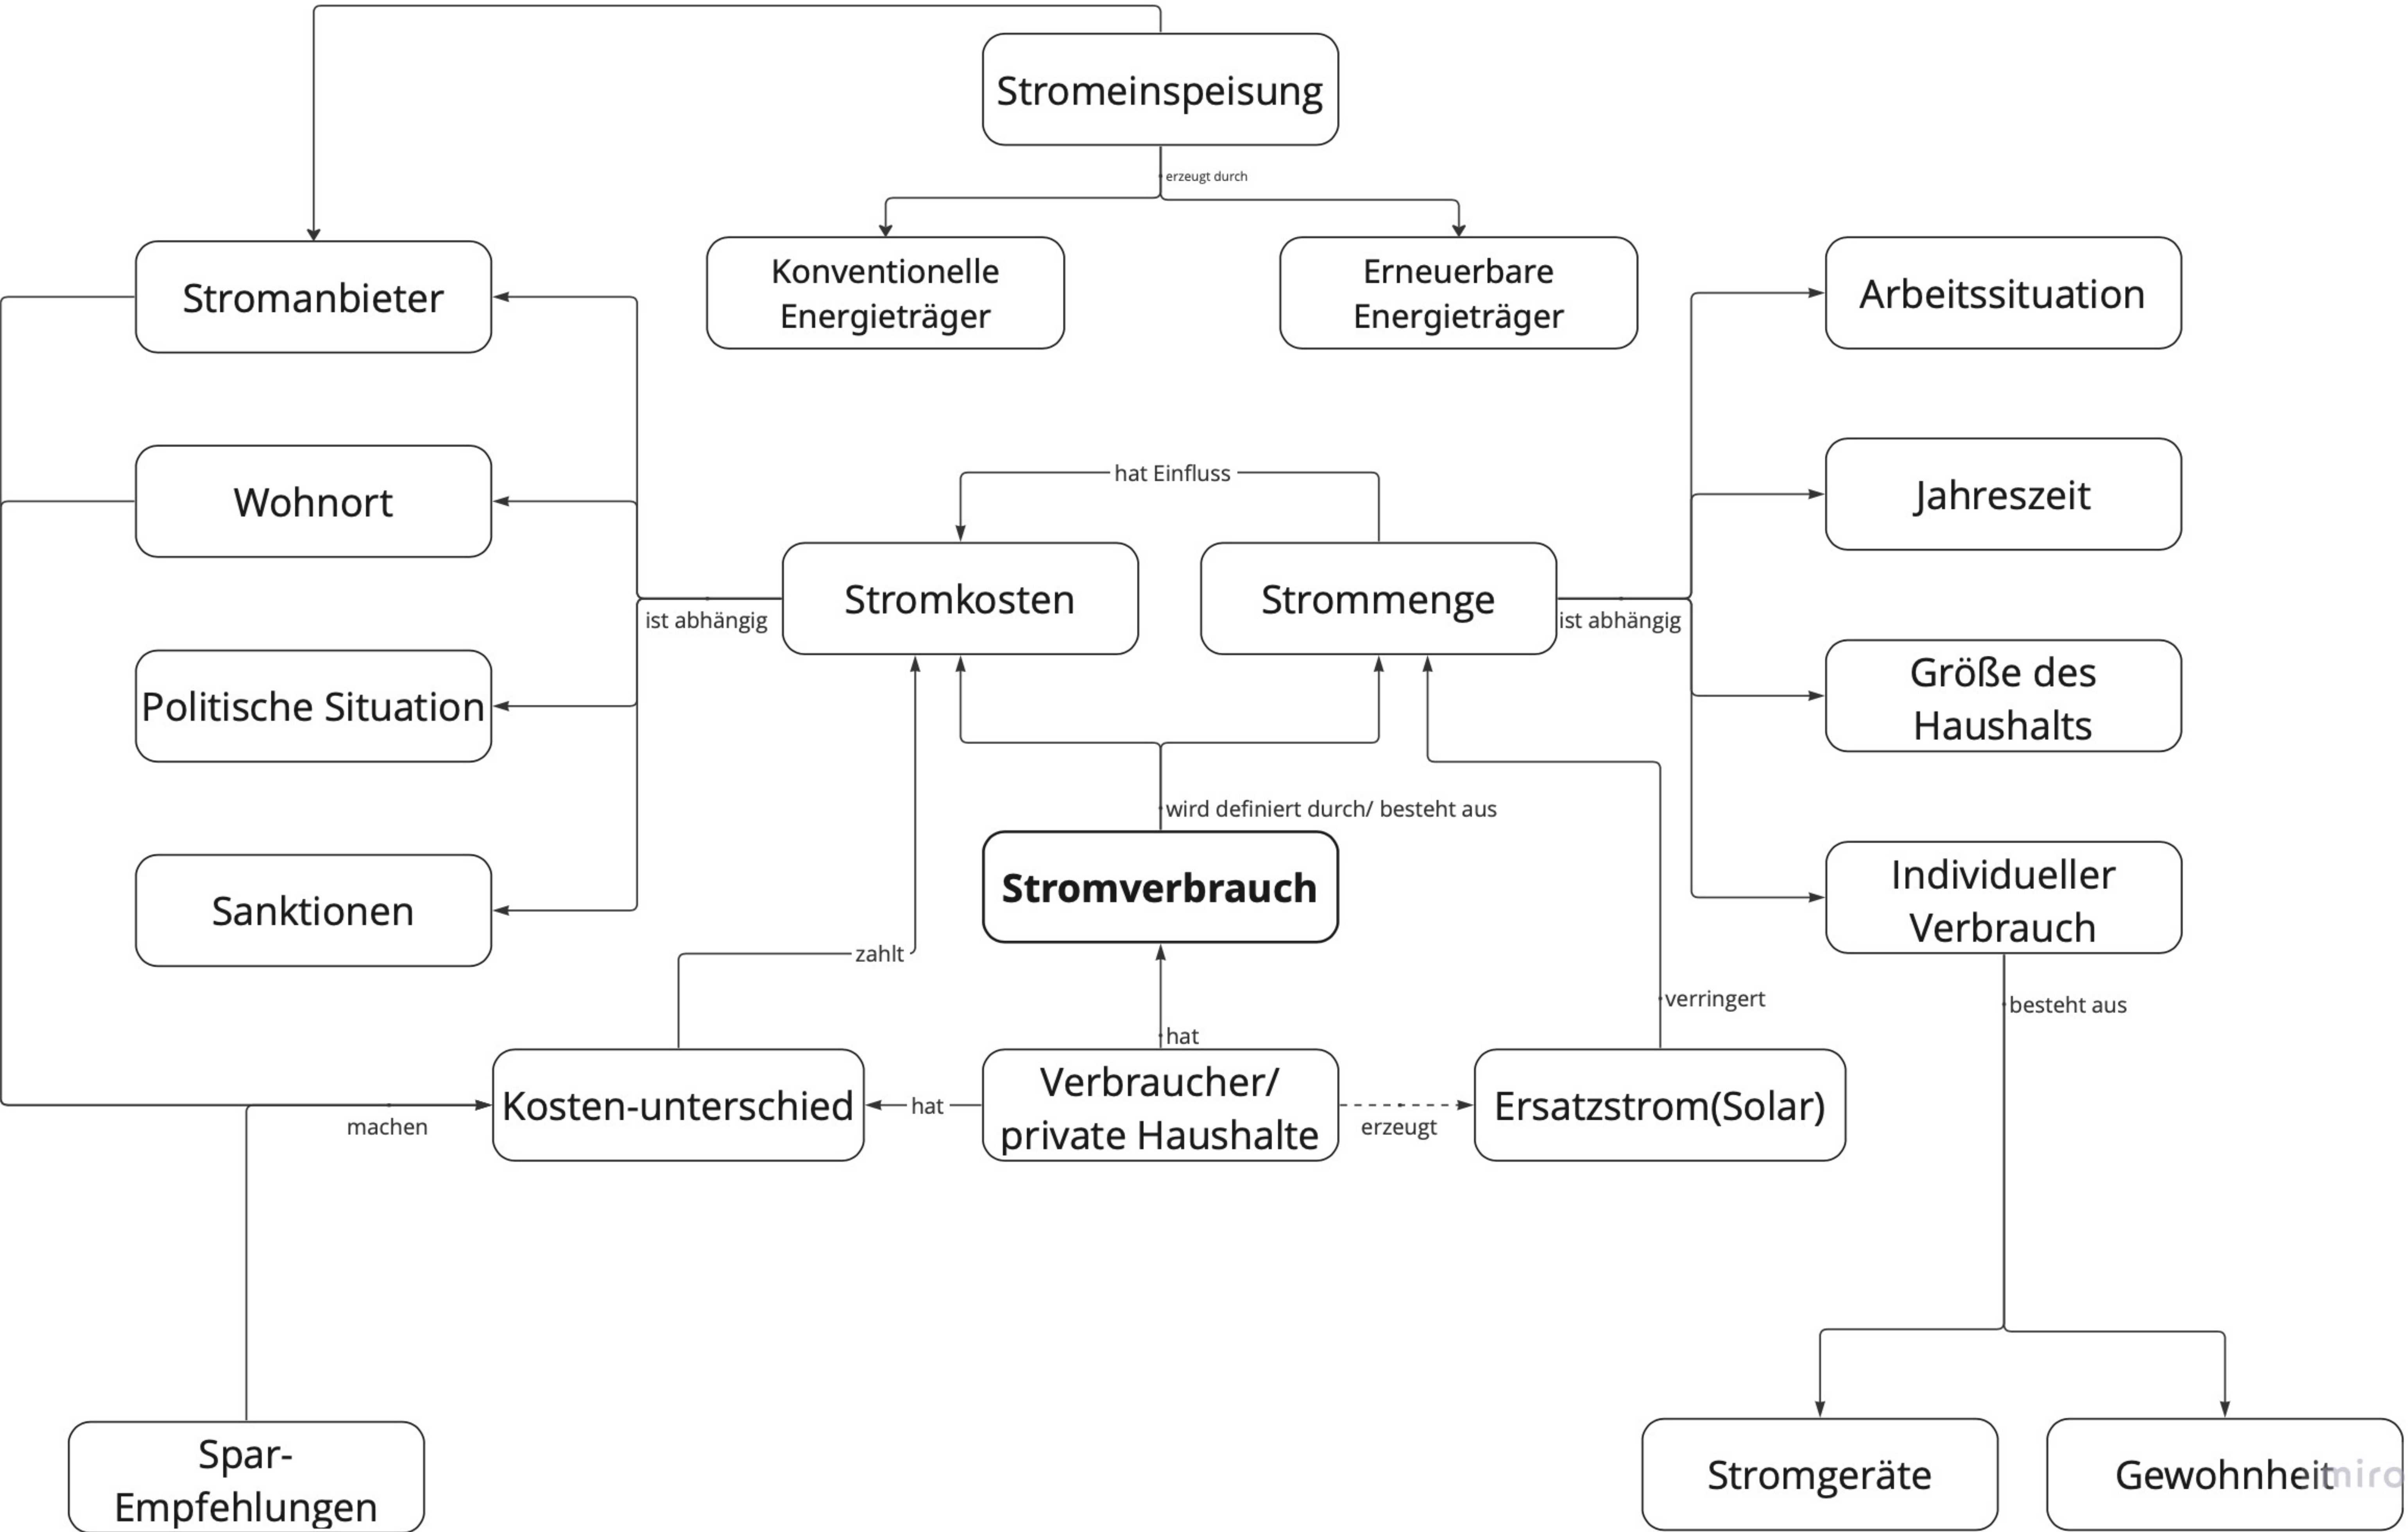 Stromeinspeisung
erzeugt durch
Stromanbieter
Konventionelle
Energieträger
Erneuerbare
Energieträger
Arbeitssituation
Wohnort
hat Einfluss
Jahreszeit
Stromkosten
Strommenge
ist abhängig
ist abhängig
Politische Situation
Größe des
Haushalts
wird definiert durch/ besteht aus
Sanktionen
Stromverbrauch
Individueller
Verbrauch
zahlt
verringert
besteht aus
hat
Kosten-unterschied
hat
Verbraucher/
private Haushalte
erzeugt
Ersatzstrom(Solar)
machen
Spar-
Empfehlungen
Stromgeräte
Gewohnheit
miro